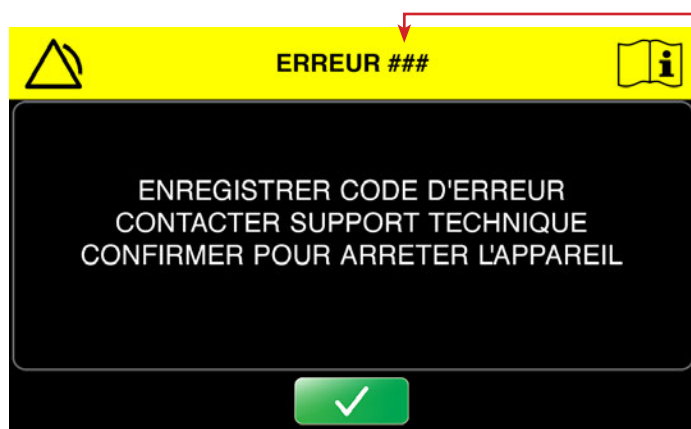 ERREUR ###
i
ENREGISTRER CODE D'ERREUR
CONTACTER SUPPORT TECHNIQUE
CONFIRMER POUR ARRETER L'APPAREIL